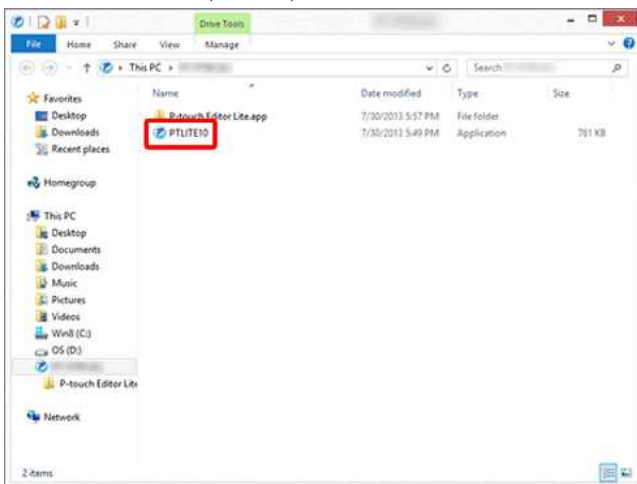 Drive Tools
File Home Share View Manage
This PC
Search
Favorites
Desktop
Downloads
Recent places
Homegroup
This PC
Desktop
Documents
Downloads
Music
Pictures
Videos
Win8 (C:)
OS (D:)
P-touch Editor Lite
Network
Name Date modified Type Size
P-touch Editor Lite.app 7/30/2013 5:57 PM File folder
PTLITE10 7/30/2013 5:49 PM Application 761 KB
2 items